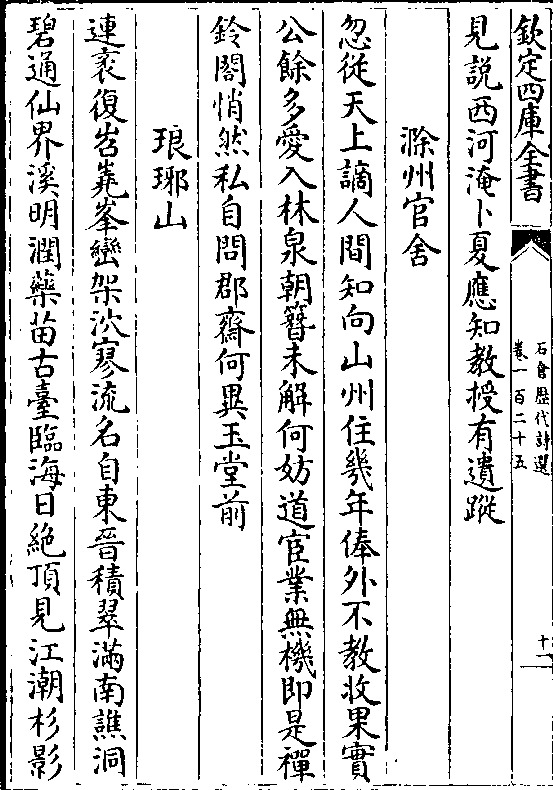 欽定四庫全書
石倉歴代詩選
卷一百二十五
十一
見説西河淹卜夏應知教授有遺蹤
滁州官舍
忽從天上謫人間知向山州住㡬年俸外不教收果實
公餘多愛入林泉朝簪未解何妨道宦業無機即是禪
鈴閣悄然私自問郡齋何異玉堂前
琅琊山
連袤復岧嶤峯巒架泬寥流名自東晉積翠滿南譙洞
碧通仙界溪明潤藥苗古臺臨海日絶頂見江潮杉影